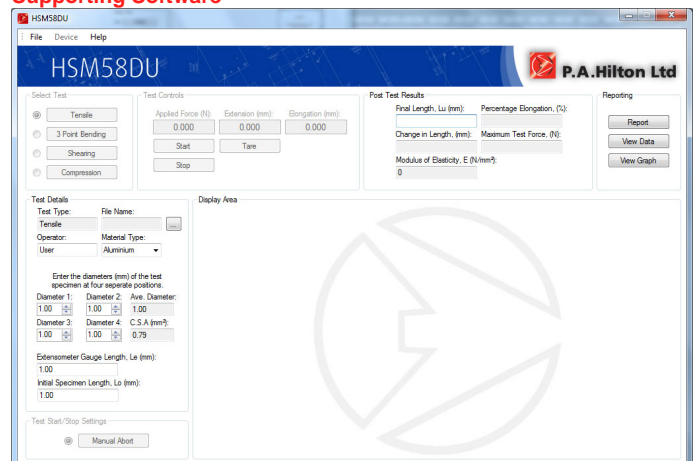 Supporting Software
HSM58DU
File Device Help
HSM58DU
P.A.Hilton Ltd
Select Test
Tensile
3 Point Bending
Shearing
Compression
Test Controls
Applied Force (N): Extension (mm): Elongation (mm):
0.000 0.000 0.000
Start Tare
Stop
Post Test Results
Final Length, Lu (mm): Percentage Elongation, (%):
Change in Length, (mm): Maximum Test Force, (N):
Modulus of Elasticity, E (N/mm²):
0
Reporting
Report
View Data
View Graph
Test Details
Test Type: File Name:
Tensile ...
Operator: Material Type:
User Aluminium
Enter the diameters (mm) of the test
specimen at four seperate positions.
Diameter 1: Diameter 2: Ave. Diameter:
1.00 1.00 1.00
Diameter 3: Diameter 4: C.S.A (mm²):
1.00 1.00 0.79
Extensometer Gauge Length, Le (mm):
1.00
Initial Specimen Length, Lo (mm):
1.00
Test Start/Stop Settings
Manual Abort
Display Area